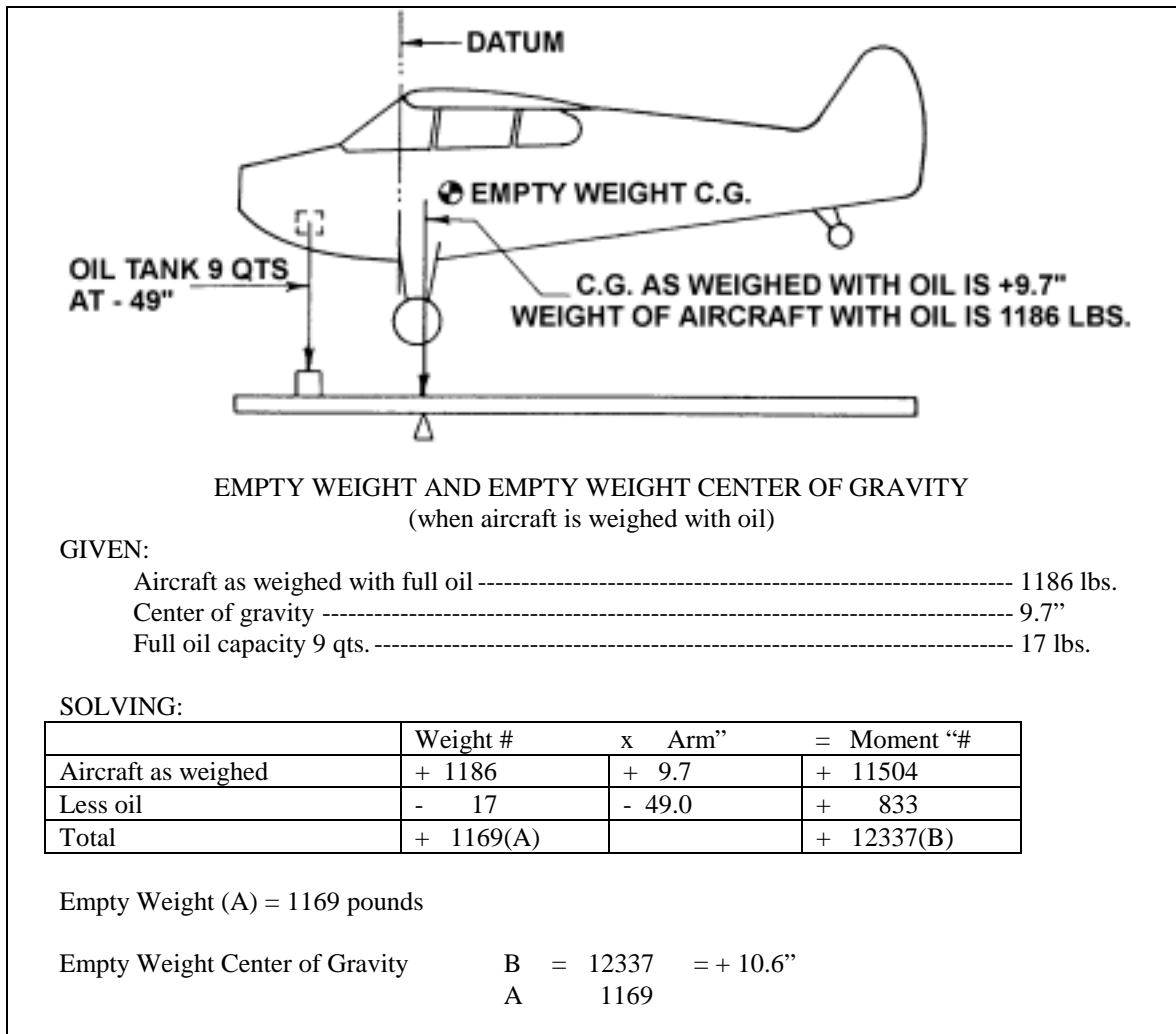 DATUM
EMPTY WEIGHT C.G.
OIL TANK 9 QTS
AT - 49"
C.G. AS WEIGHED WITH OIL IS +9.7"
WEIGHT OF AIRCRAFT WITH OIL IS 1186 LBS.
EMPTY WEIGHT AND EMPTY WEIGHT CENTER OF GRAVITY
(when aircraft is weighed with oil)
GIVEN:
Aircraft as weighed with full oil ------------------------------------------------------------- 1186 lbs.
Center of gravity ------------------------------------------------------------------------------- 9.7”
Full oil capacity 9 qts. ------------------------------------------------------------------------- 17 lbs.
SOLVING:
Weight # x Arm” = Moment “#
Aircraft as weighed + 1186 + 9.7 + 11504
Less oil - 17 - 49.0 + 833
Total + 1169(A) + 12337(B)
Empty Weight (A) = 1169 pounds
Empty Weight Center of Gravity B = 12337 = + 10.6”
A 1169